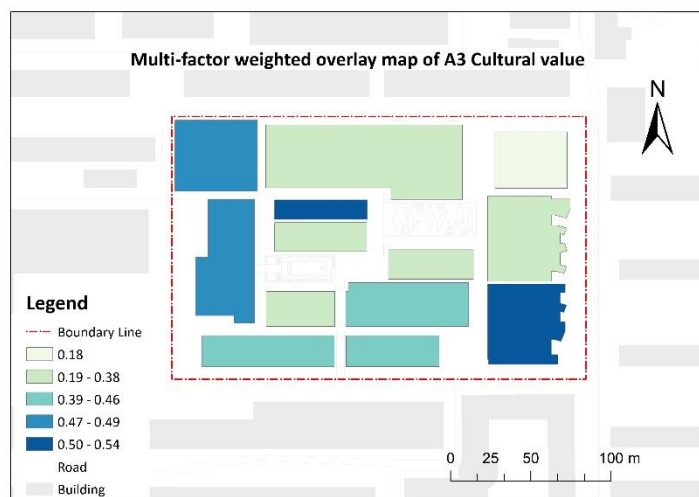 Multi-factor weighted overlay map of A3 Cultural value
N
Legend
Boundary Line
0.18
0.19 - 0.38
0.39 - 0.46
0.47 - 0.49
0.50 - 0.54
Road
Building
0 25 50 100 m